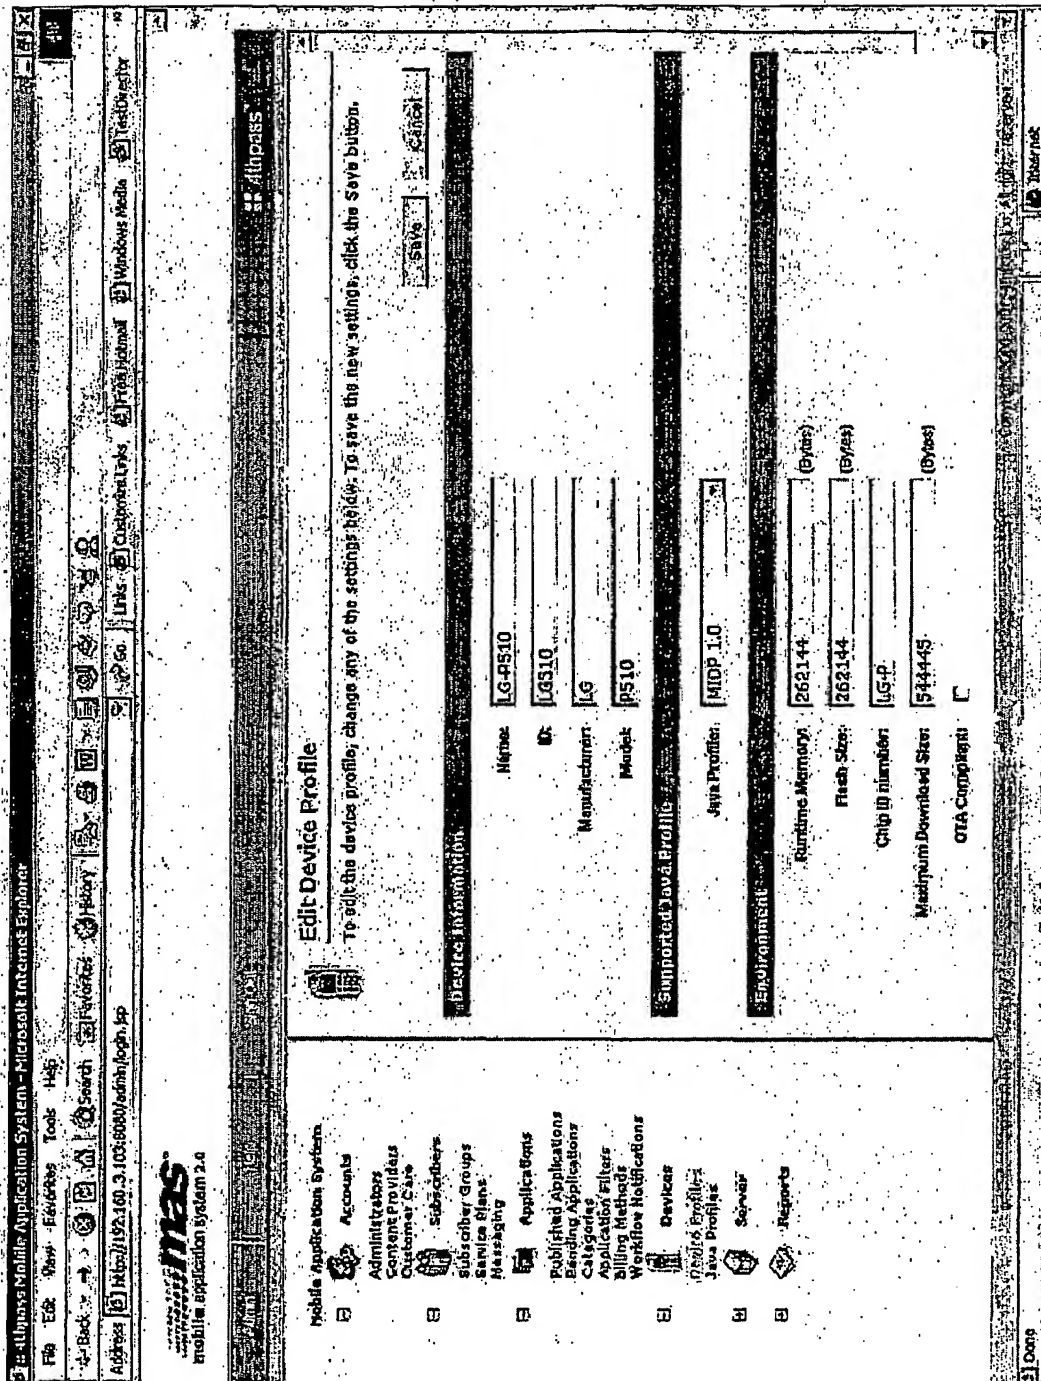 4thpass Mobile Application System - Microsoft Internet Explorer
File Edit View Favorites Tools Help
Back Search Favorites History
Address http://192.160.3.103:8080/admin/login.jsp Go Links Customize Links Free Hotmail Windows Media TestDirector
mas
mobile application system 2.0
4thpass
Mobile Application System
Accounts
Administrators
Content Providers
Customer Care
Subscribers
Subscriber Groups
Service Plans
Messaging
Applications
Published Applications
Pending Applications
Categories
Application Filters
Billing Methods
Workflow Notifications
Devices
Device Profiles
Java Profiles
Server
Reports
Edit Device Profile
To edit the device profile, change any of the settings below. To save the new settings, click the Save button.
Save Cancel
Device Information
Name: LG-P510
ID: LG510
Manufacturer: LG
Model: P510
Supported Java Profile
Java Profile: MIDP 1.0
Environment
Runtime Memory: 262144 (Bytes)
Flash Size: 262144 (Bytes)
Chip ID number: LG-P
Maximum Download Size: 544445 (Bytes)
OTA Compliant:
Done
Internet